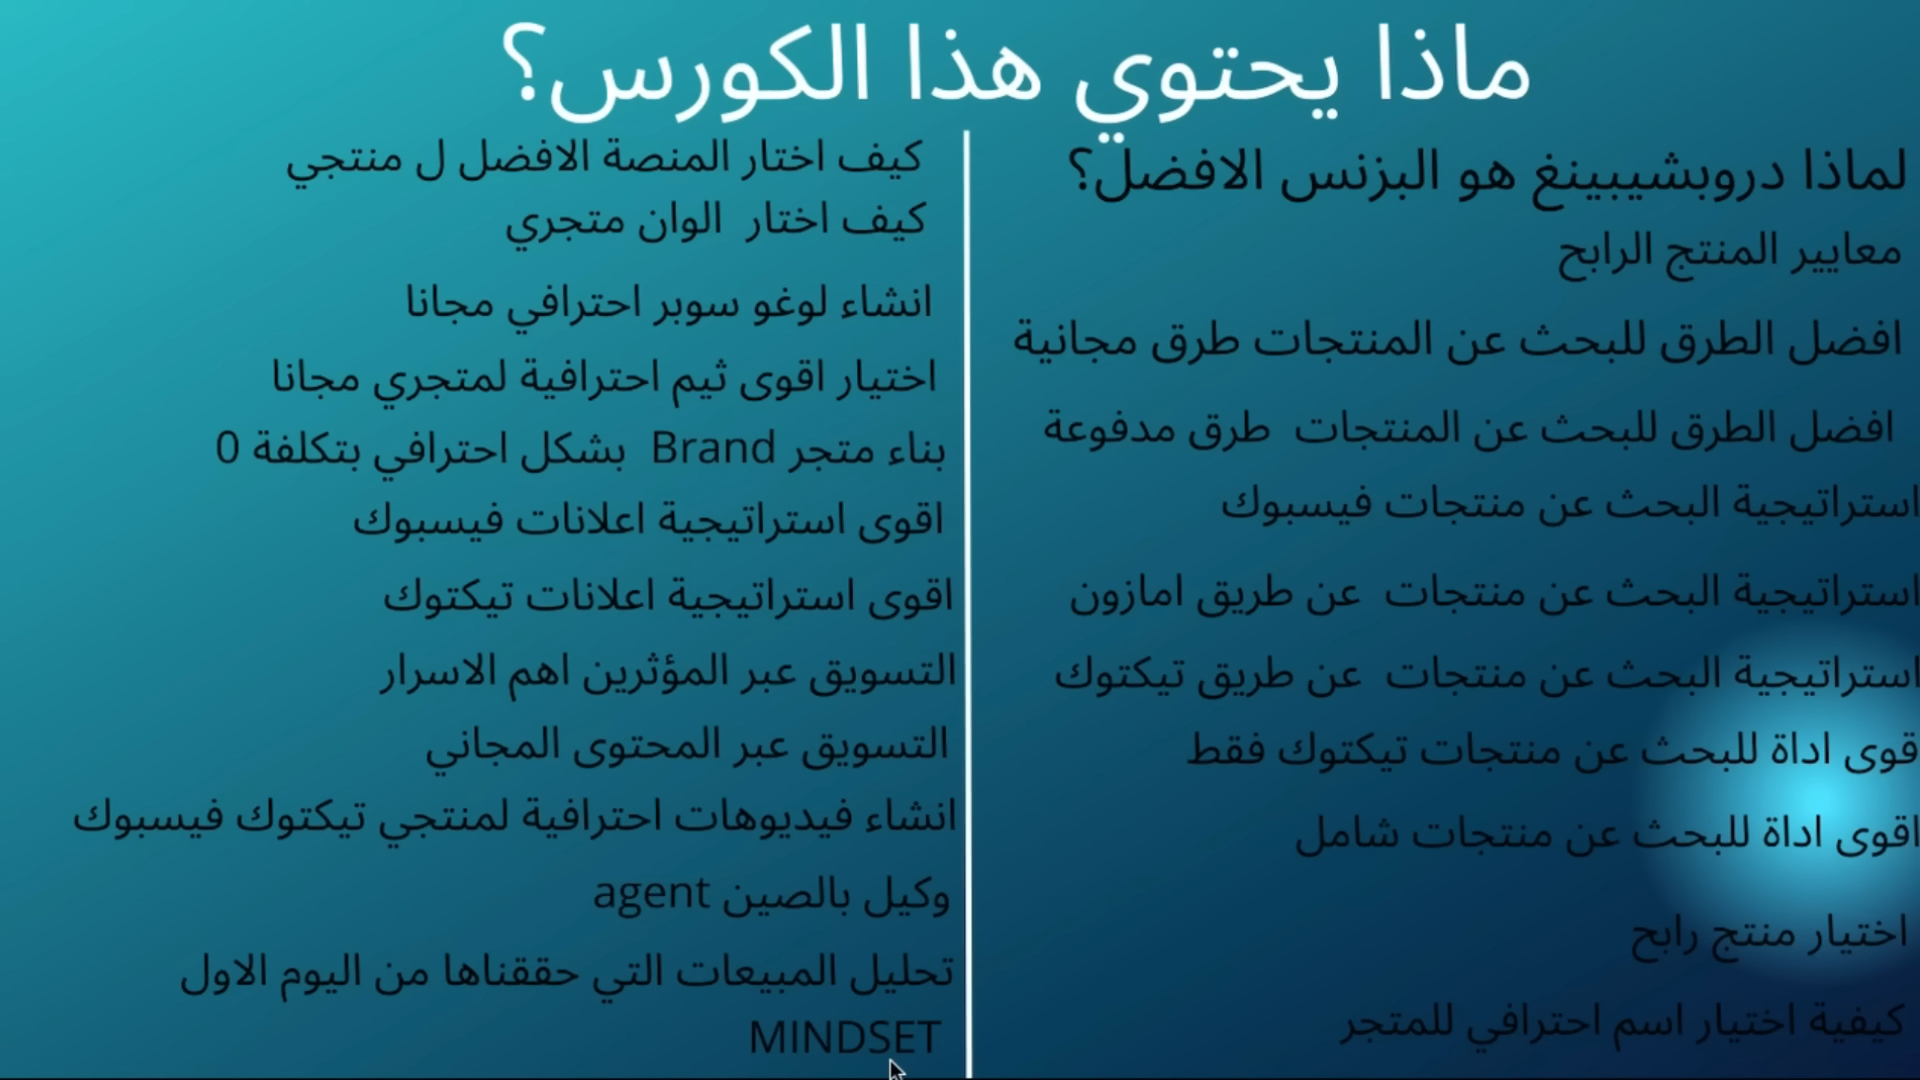 ماذا يحتوي هذا الكورس؟
لماذا دروبشيبينغ هو البزنس الافضل؟
معايير المنتج الرابح
افضل الطرق للبحث عن المنتجات طرق مجانية
افضل الطرق للبحث عن المنتجات طرق مدفوعة
استراتيجية البحث عن منتجات فيسبوك
استراتيجية البحث عن منتجات عن طريق امازون
استراتيجية البحث عن منتجات عن طريق تيكتوك
قوى اداة للبحث عن منتجات تيكتوك فقط
اقوى اداة للبحث عن منتجات شامل
اختيار منتج رابح
كيفية اختيار اسم احترافي للمتجر
كيف اختار المنصة الافضل ل منتجي
كيف اختار الوان متجري
انشاء لوغو سوبر احترافي مجانا
اختيار اقوى ثيم احترافية لمتجري مجانا
بناء متجر Brand بشكل احترافي بتكلفة 0
اقوى استراتيجية اعلانات فيسبوك
اقوى استراتيجية اعلانات تيكتوك
التسويق عبر المؤثرين اهم الاسرار
التسويق عبر المحتوى المجاني
انشاء فيديوهات احترافية لمنتجي تيكتوك فيسبوك
وكيل بالصين agent
تحليل المبيعات التي حققناها من اليوم الاول
MINDSET